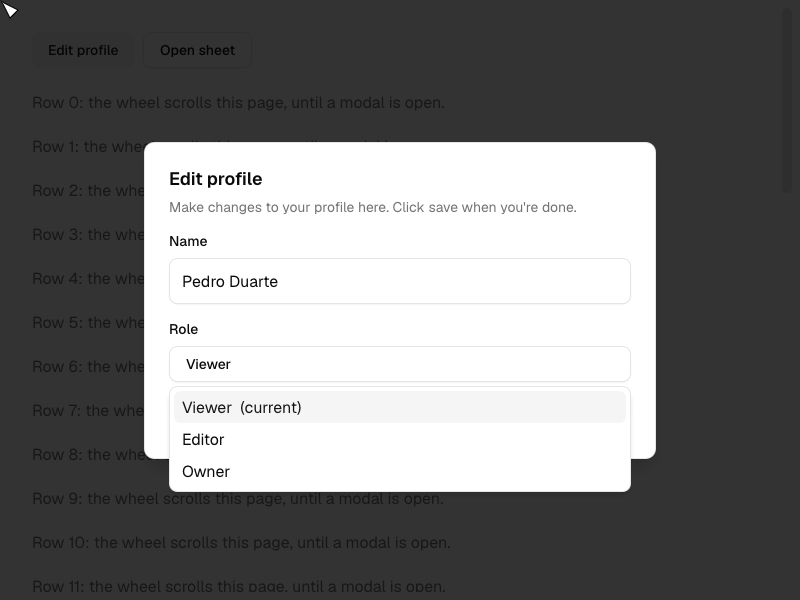 Edit profile Open sheet
Row 0: the wheel scrolls this page, until a modal is open.
Row 1: the whee
Row 2: the whe
Row 3: the whe
Row 4: the whe
Row 5: the whe
Row 6: the whe
Row 7: the whe
Row 8: the whe
Row 9: the wheel scrolls this page, until a modal is open.
Row 10: the wheel scrolls this page, until a modal is open.
Row 11: the wheel scrolls this page, until a modal is open.
Edit profile
Make changes to your profile here. Click save when you're done.
Name
Pedro Duarte
Role
Viewer
Viewer (current)
Editor
Owner